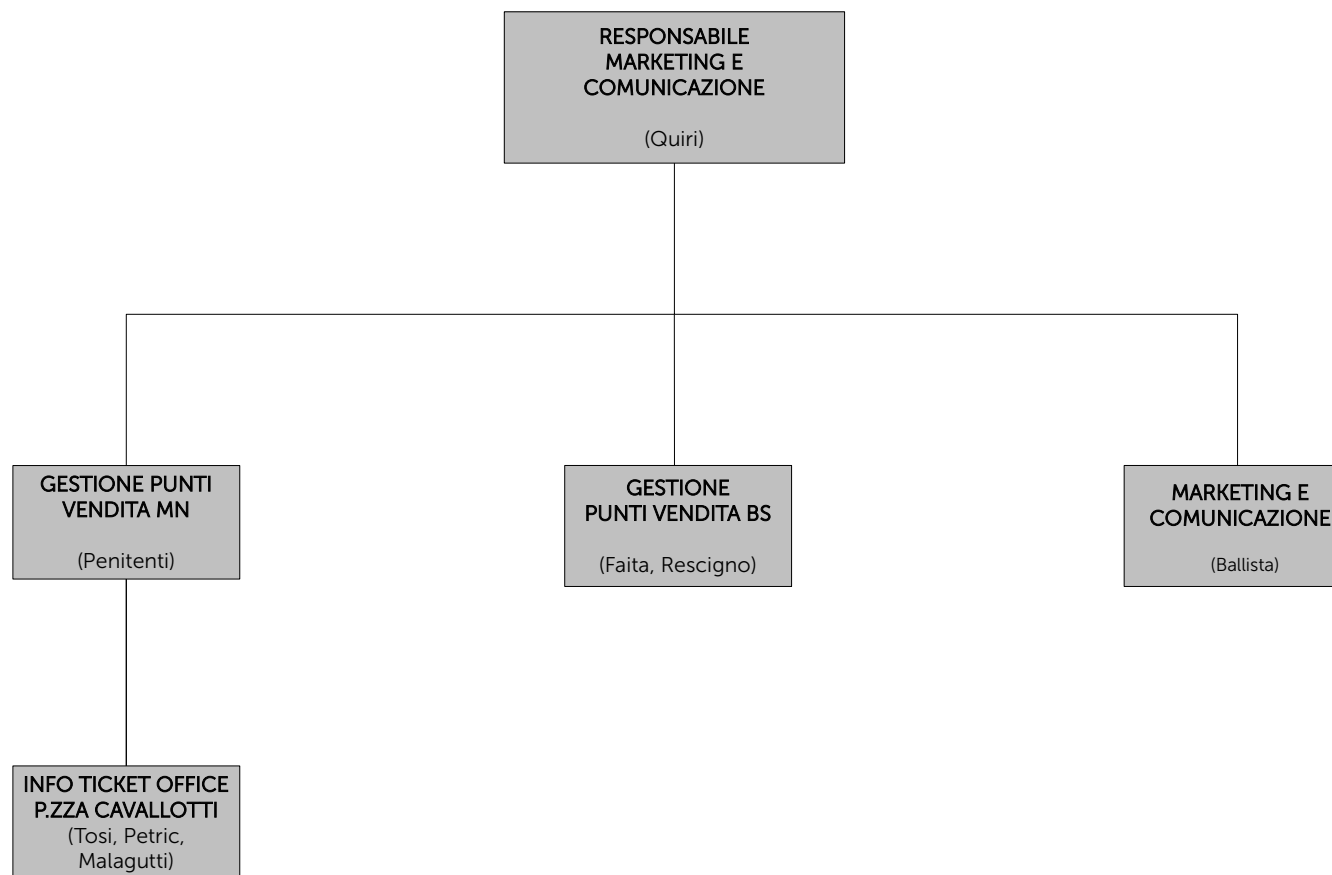 RESPONSABILE
MARKETING E
COMUNICAZIONE
(Quiri)
GESTIONE PUNTI
VENDITA MN
(Penitenti)
GESTIONE
PUNTI VENDITA BS
(Faita, Rescigno)
MARKETING E
COMUNICAZIONE
(Ballista)
INFO TICKET OFFICE
P.ZZA CAVALLOTTI
(Tosi, Petric,
Malagutti)